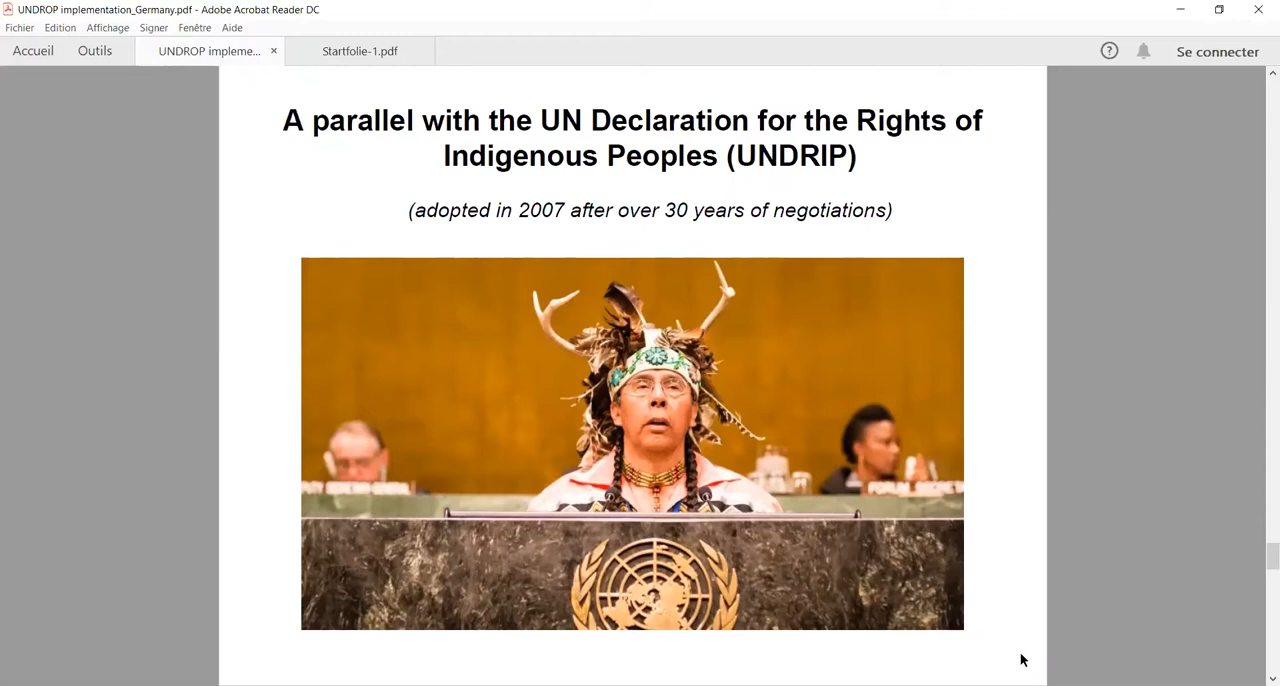 UNDROP implementation_Germany.pdf - Adobe Acrobat Reader DC
Fichier Edition Affichage Signer Fenêtre Aide
Accueil Outils UNDROP impleme... × Startfolie-1.pdf ? Se connecter
A parallel with the UN Declaration for the Rights of
Indigenous Peoples (UNDRIP)
(adopted in 2007 after over 30 years of negotiations)